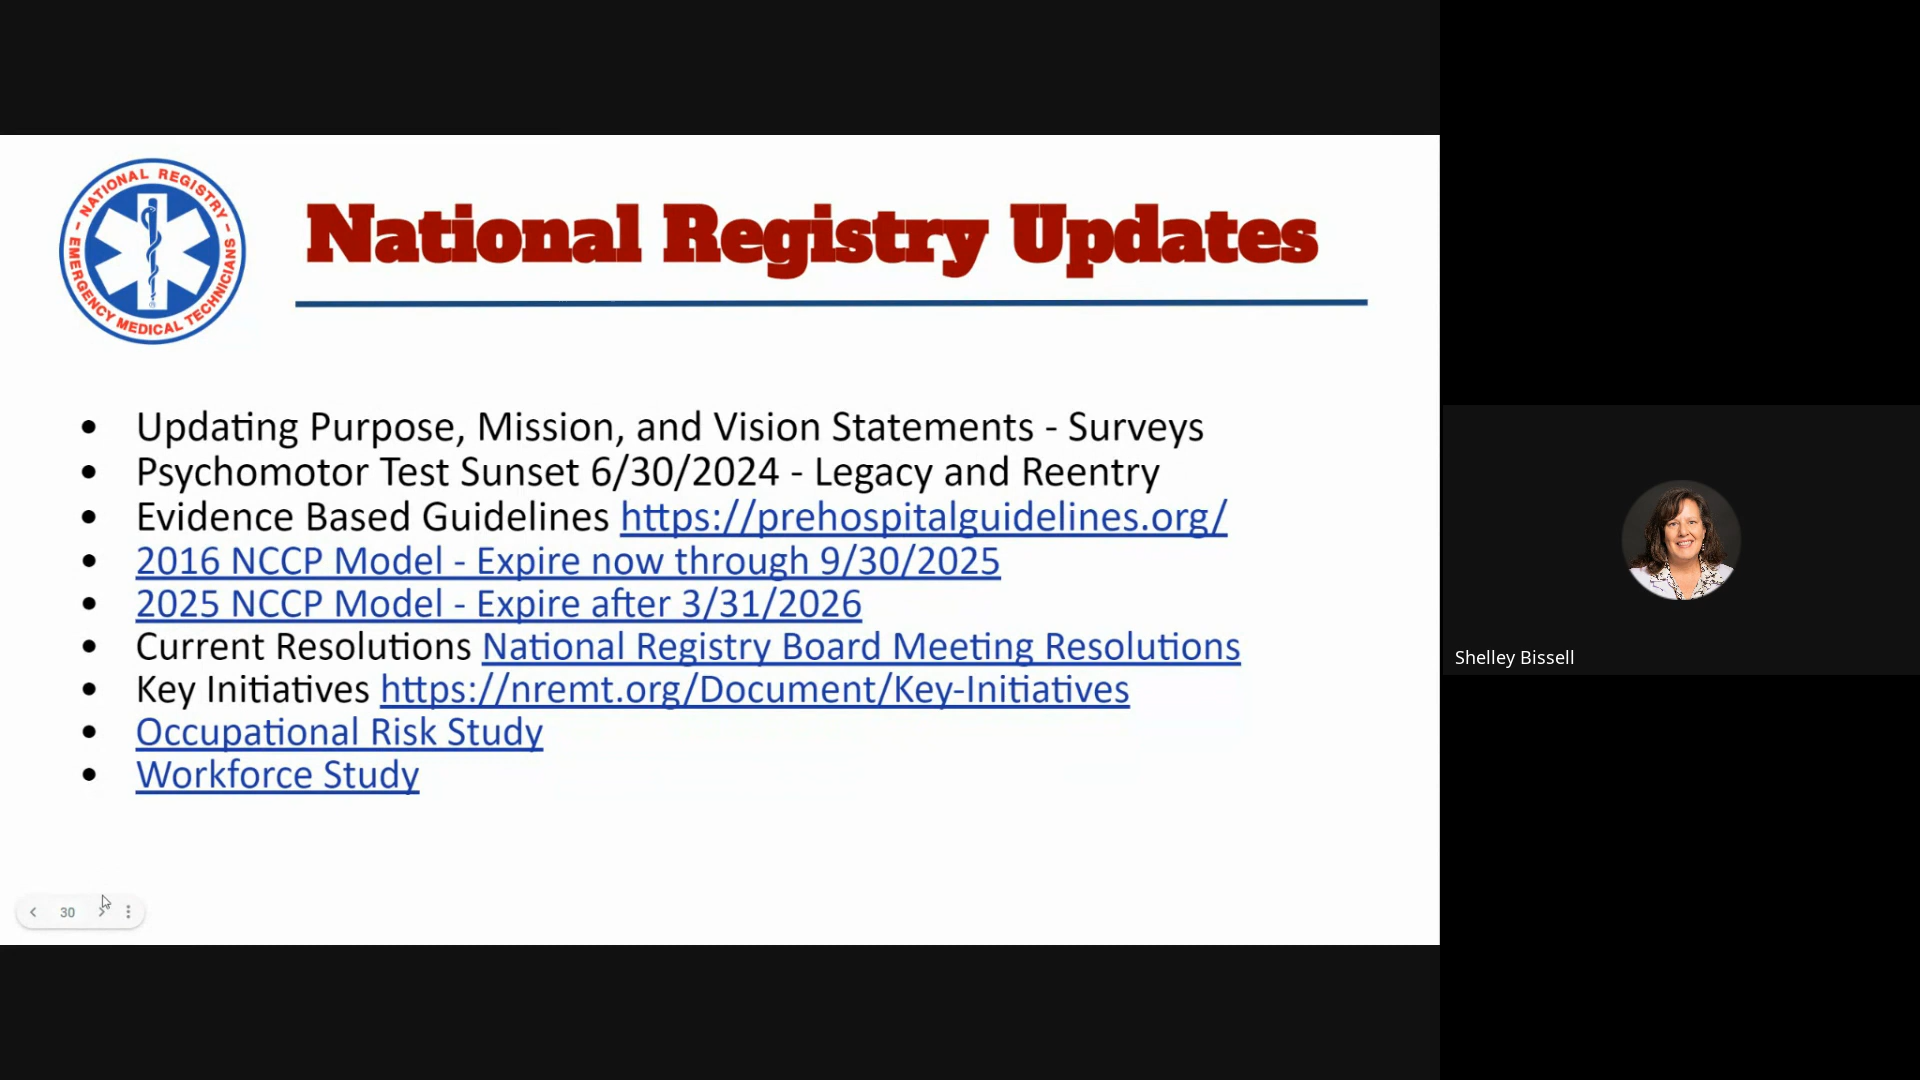 NATIONAL REGISTRY
EMERGENCY MEDICAL TECHNICIANS
National Registry Updates
• Updating Purpose, Mission, and Vision Statements - Surveys
• Psychomotor Test Sunset 6/30/2024 - Legacy and Reentry
• Evidence Based Guidelines https://prehospitalguidelines.org/
• 2016 NCCP Model - Expire now through 9/30/2025
• 2025 NCCP Model - Expire after 3/31/2026
• Current Resolutions National Registry Board Meeting Resolutions
• Key Initiatives https://nremt.org/Document/Key-Initiatives
• Occupational Risk Study
• Workforce Study
30
Shelley Bissell